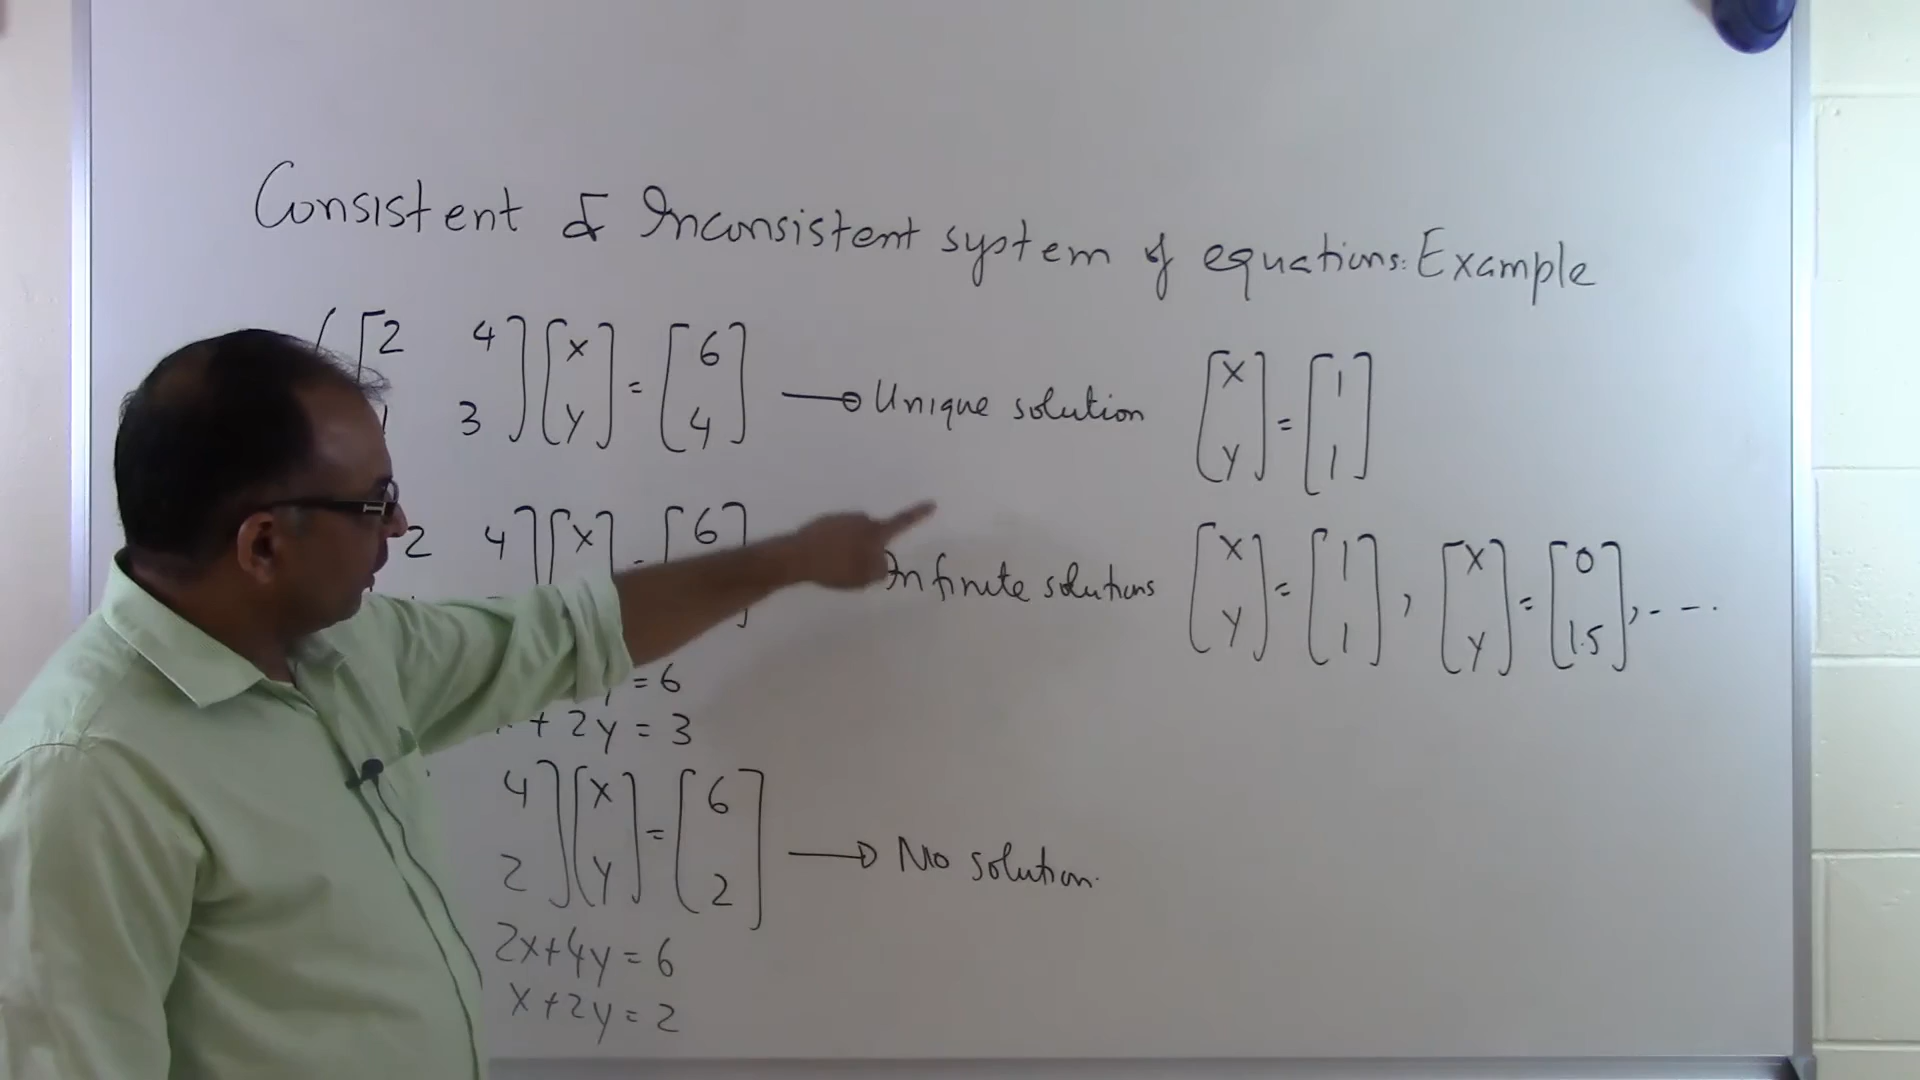 Consistent & Inconsistent system of equations: Example
[2 4] [x] = [6] → Unique solution [x] = [1]
1 3] [y] [4] [y] [1]
2 4] [x] = [6] Infinite solutions [x] = [1] , [x] = [0] , - - .
[y] [1] [y] [1.5]
= 6
+ 2y = 3
4] [x] = [6] → No solution.
2] [y] [2]
2x+4y = 6
x+2y = 2